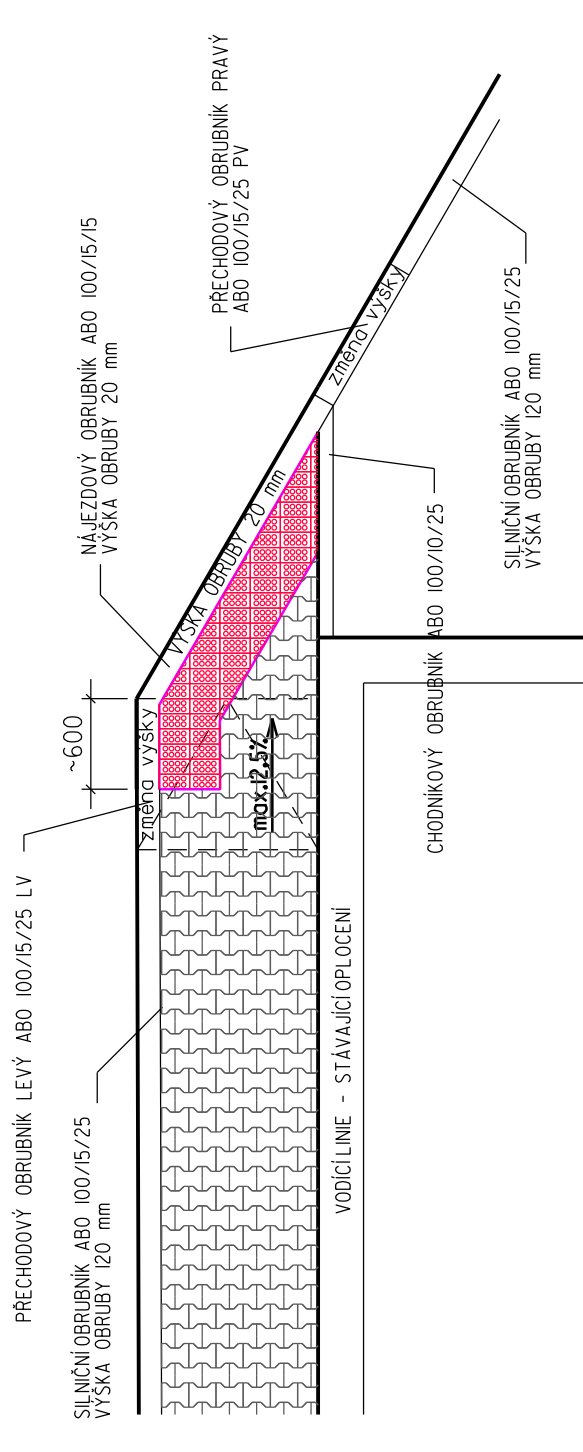 PŘECHODOVÝ OBRUBNÍK LEVÝ ABO 100/15/25 LV
SILNIČNÍ OBRUBNÍK ABO 100/15/25
VÝŠKA OBRUBY 120 mm
~600
NÁJEZDOVÝ OBRUBNÍK ABO 100/15/15
VÝŠKA OBRUBY 20 mm
PŘECHODOVÝ OBRUBNÍK PRAVÝ
ABO 100/15/25 PV
změna výšky
VÝŠKA OBRUBY 20 mm
změna výšky
max.12,5%
VODÍCÍ LINIE - STÁVAJÍCÍ OPLOCENÍ
CHODNÍKOVÝ OBRUBNÍK ABO 100/10/25
SILNIČNÍ OBRUBNÍK ABO 100/15/25
VÝŠKA OBRUBY 120 mm